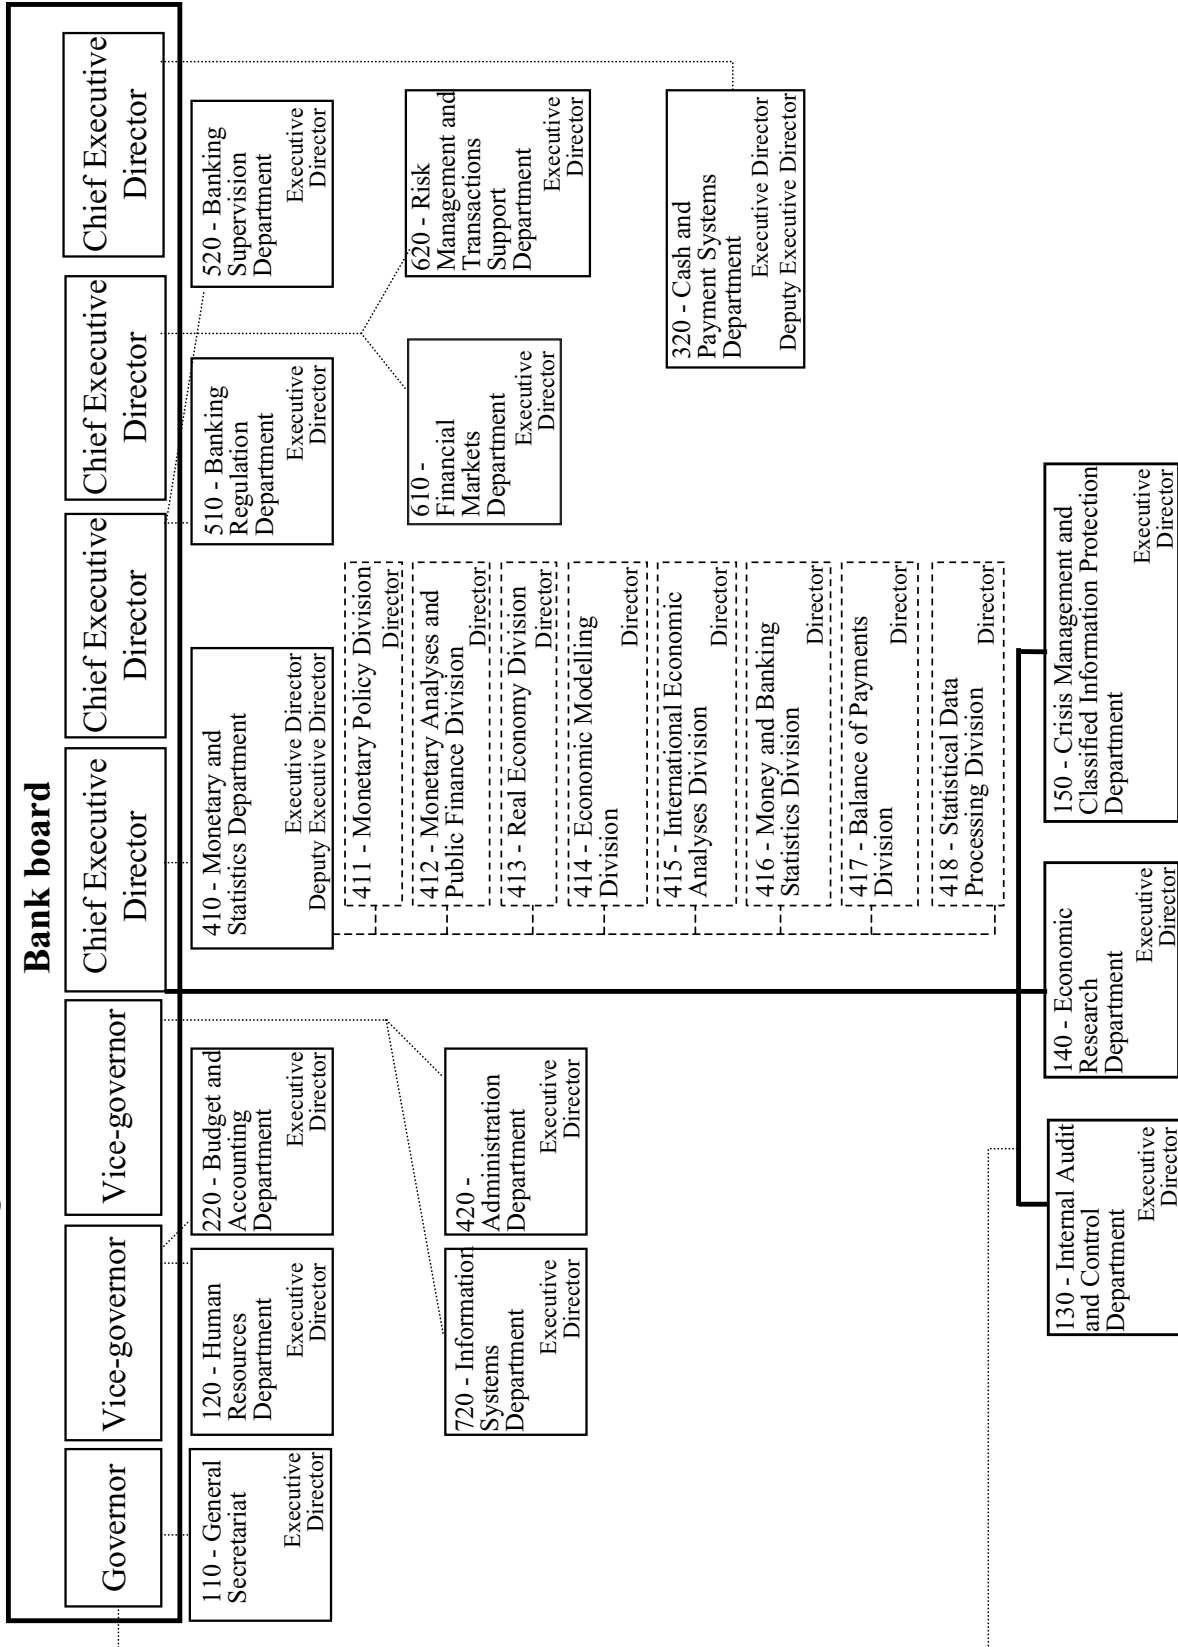 Bank board
Governor
Vice-governor
Vice-governor
Chief Executive
Director
Chief Executive
Director
Chief Executive
Director
Chief Executive
Director
110 - General
Secretariat
Executive
Director
120 - Human
Resources
Department
Executive
Director
220 - Budget and
Accounting
Department
Executive
Director
410 - Monetary and
Statistics Department
Executive Director
Deputy Executive Director
510 - Banking
Regulation
Department
Executive
Director
520 - Banking
Supervision
Department
Executive
Director
411 - Monetary Policy Division
Director
412 - Monetary Analyses and
Public Finance Division
Director
413 - Real Economy Division
Director
414 - Economic Modelling
Division
Director
415 - International Economic
Analyses Division
Director
416 - Money and Banking
Statistics Division
Director
417 - Balance of Payments
Division
Director
418 - Statistical Data
Processing Division
Director
610 -
Financial
Markets
Department
Executive
Director
620 - Risk
Management and
Transactions
Support
Department
Executive
Director
720 - Information
Systems
Department
Executive
Director
420 -
Administration
Department
Executive
Director
320 - Cash and
Payment Systems
Department
Executive Director
Deputy Executive Director
130 - Internal Audit
and Control
Department
Executive
Director
140 - Economic
Research
Department
Executive
Director
150 - Crisis Management and
Classified Information Protection
Department
Executive
Director